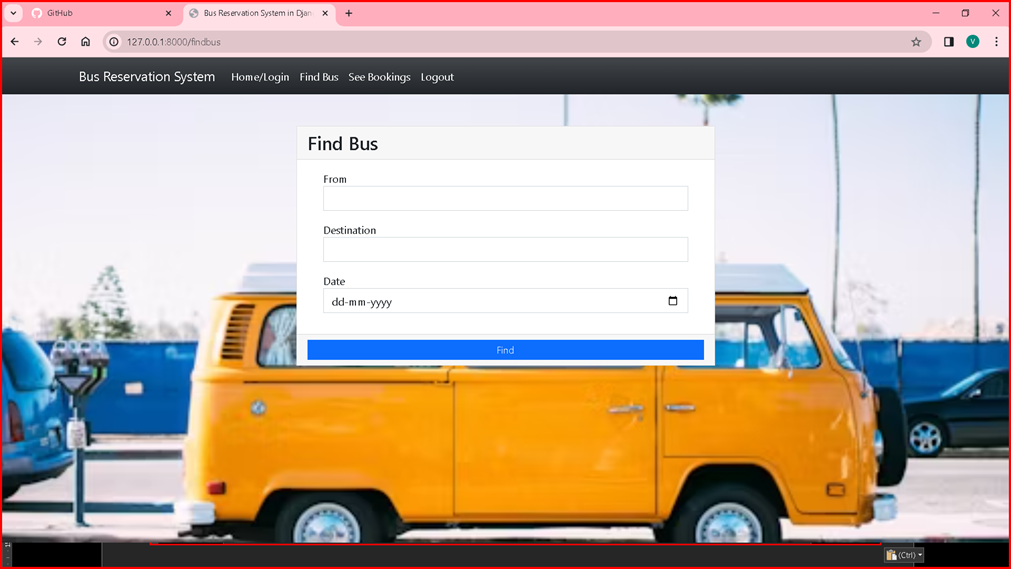 GitHub
Bus Reservation System in Djan
127.0.0.1:8000/findbus
V
Bus Reservation System Home/Login Find Bus See Bookings Logout
Find Bus
From
Destination
Date
dd-mm-yyyy
Find
(Ctrl)